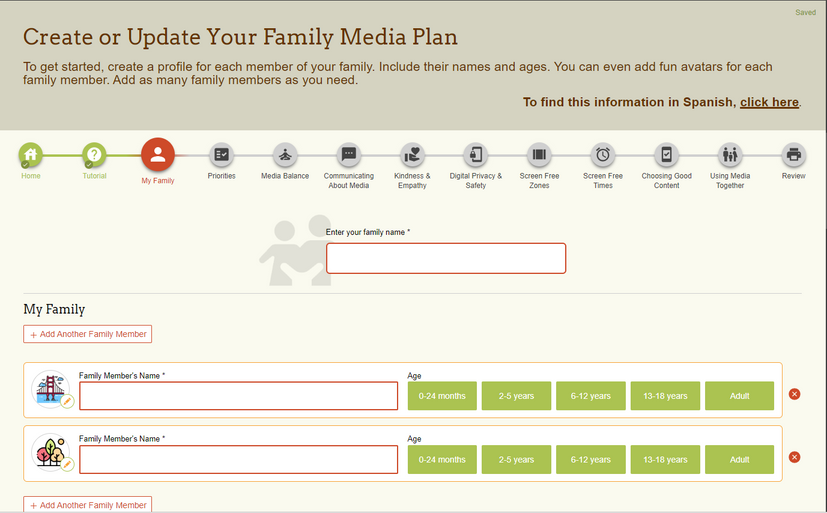 Saved
Create or Update Your Family Media Plan
To get started, create a profile for each member of your family. Include their names and ages. You can even add fun avatars for each
family member. Add as many family members as you need.
To find this information in Spanish, click here.
Home
Tutorial
My Family
Priorities
Media Balance
Communicating
About Media
Kindness &
Empathy
Digital Privacy &
Safety
Screen Free
Zones
Screen Free
Times
Choosing Good
Content
Using Media
Together
Review
Enter your family name *
My Family
+ Add Another Family Member
Family Member's Name *
Age
0-24 months
2-5 years
6-12 years
13-18 years
Adult
Family Member's Name *
Age
0-24 months
2-5 years
6-12 years
13-18 years
Adult
+ Add Another Family Member